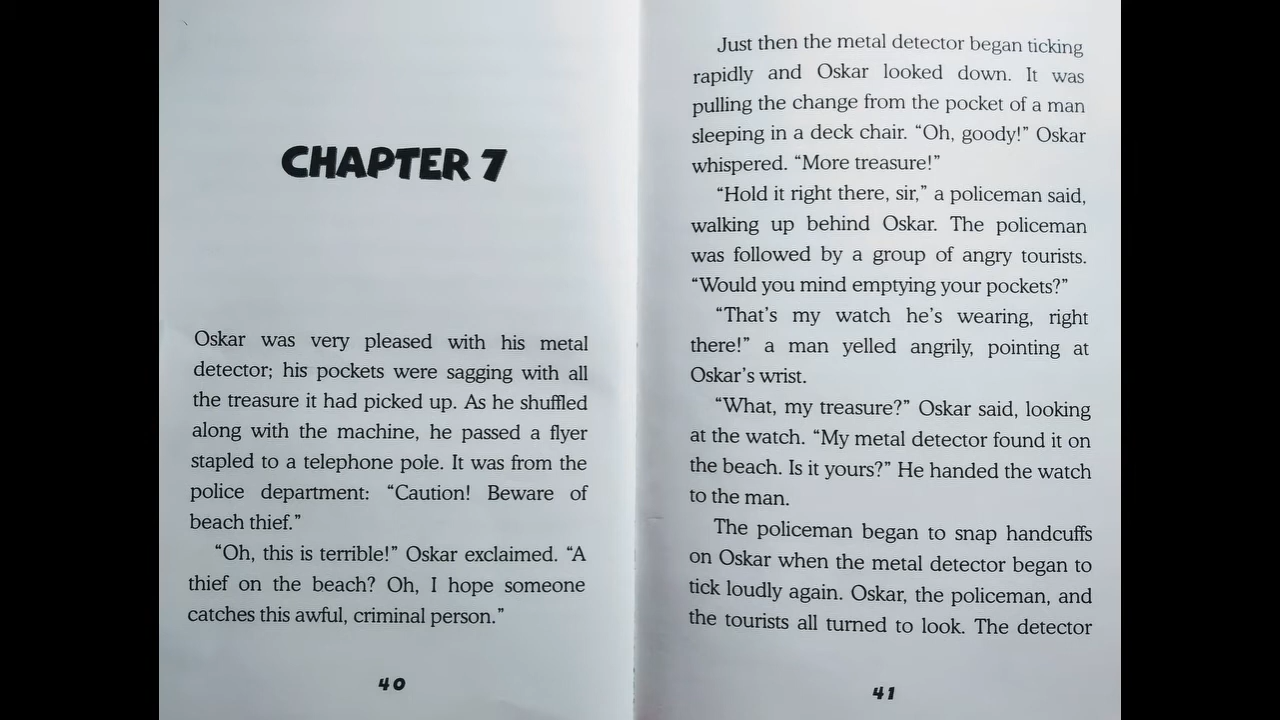 CHAPTER 7
Oskar was very pleased with his metal
detector; his pockets were sagging with all
the treasure it had picked up. As he shuffled
along with the machine, he passed a flyer
stapled to a telephone pole. It was from the
police department: “Caution! Beware of
beach thief.”
“Oh, this is terrible!” Oskar exclaimed. “A
thief on the beach? Oh, I hope someone
catches this awful, criminal person.”
40
Just then the metal detector began ticking
rapidly and Oskar looked down. It was
pulling the change from the pocket of a man
sleeping in a deck chair. “Oh, goody!” Oskar
whispered. “More treasure!”
“Hold it right there, sir,” a policeman said,
walking up behind Oskar. The policeman
was followed by a group of angry tourists.
“Would you mind emptying your pockets?”
“That’s my watch he’s wearing, right
there!” a man yelled angrily, pointing at
Oskar’s wrist.
“What, my treasure?” Oskar said, looking
at the watch. “My metal detector found it on
the beach. Is it yours?” He handed the watch
to the man.
The policeman began to snap handcuffs
on Oskar when the metal detector began to
tick loudly again. Oskar, the policeman, and
the tourists all turned to look. The detector
41